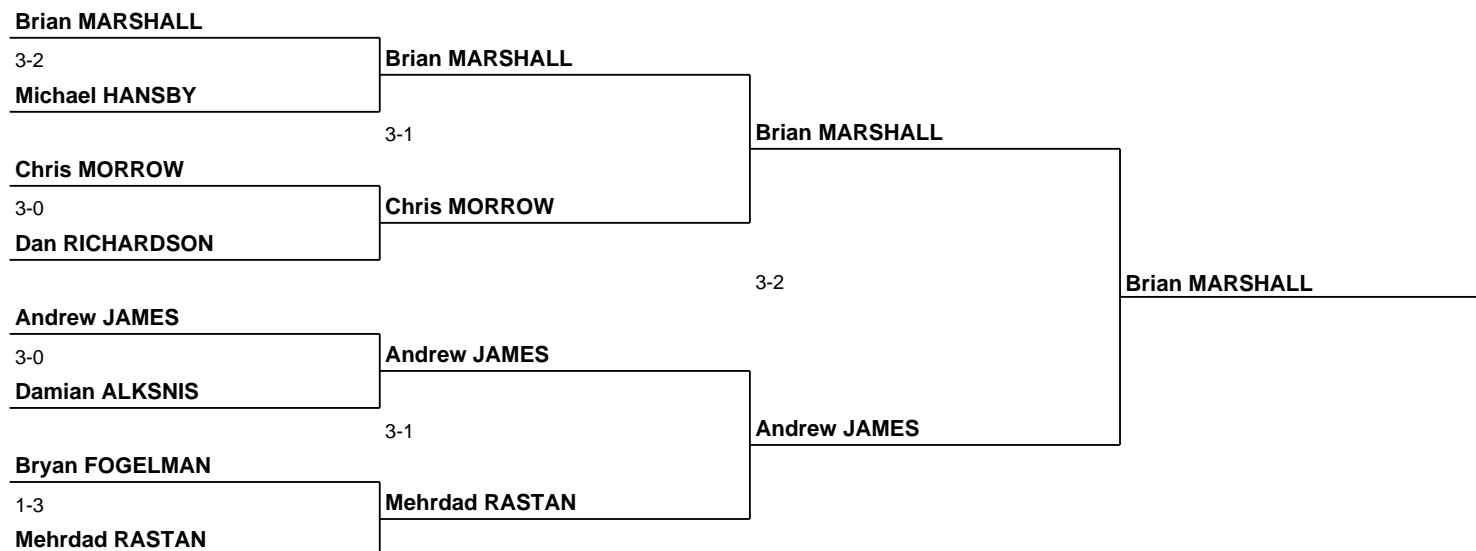 Brian MARSHALL
3-2
Brian MARSHALL
Michael HANSBY
3-1
Brian MARSHALL
Chris MORROW
3-0
Chris MORROW
Dan RICHARDSON
3-2
Brian MARSHALL
Andrew JAMES
3-0
Andrew JAMES
Damian ALKSNIS
3-1
Andrew JAMES
Bryan FOGELMAN
1-3
Mehrdad RASTAN
Mehrdad RASTAN